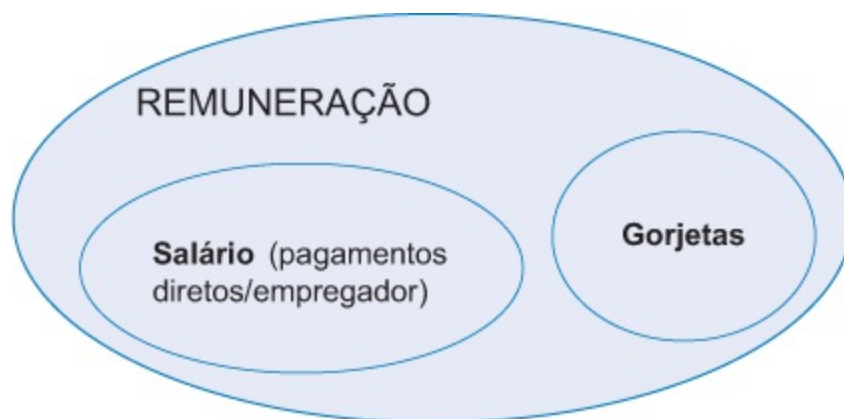 REMUNERAÇÃO
Salário (pagamentos
diretos/empregador)
Gorjetas